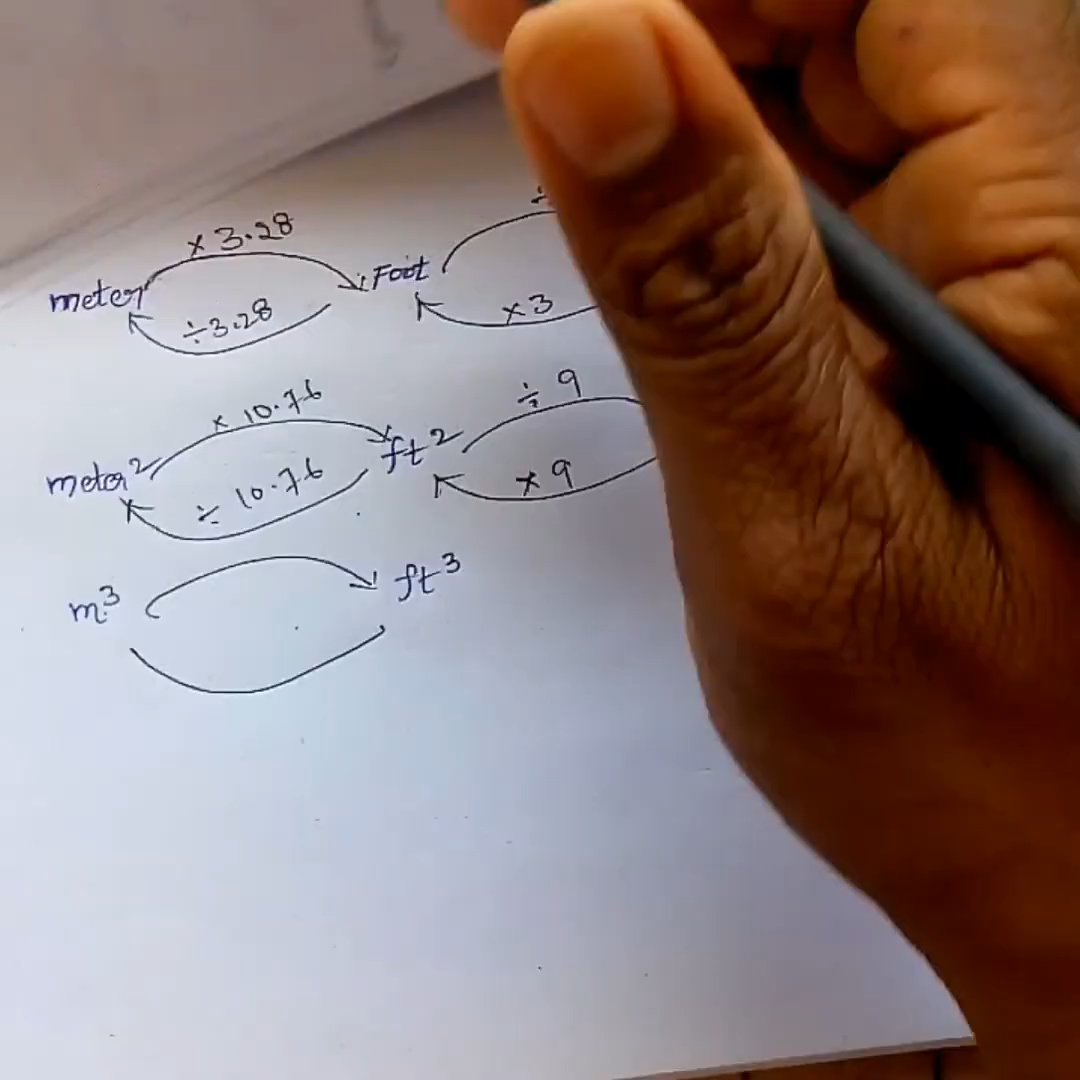 × 3.28 ÷
meter Foot
÷3.28 ×3
× 10.76 ÷ 9
meter² ft²
÷ 10.76 × 9
m³ ft³